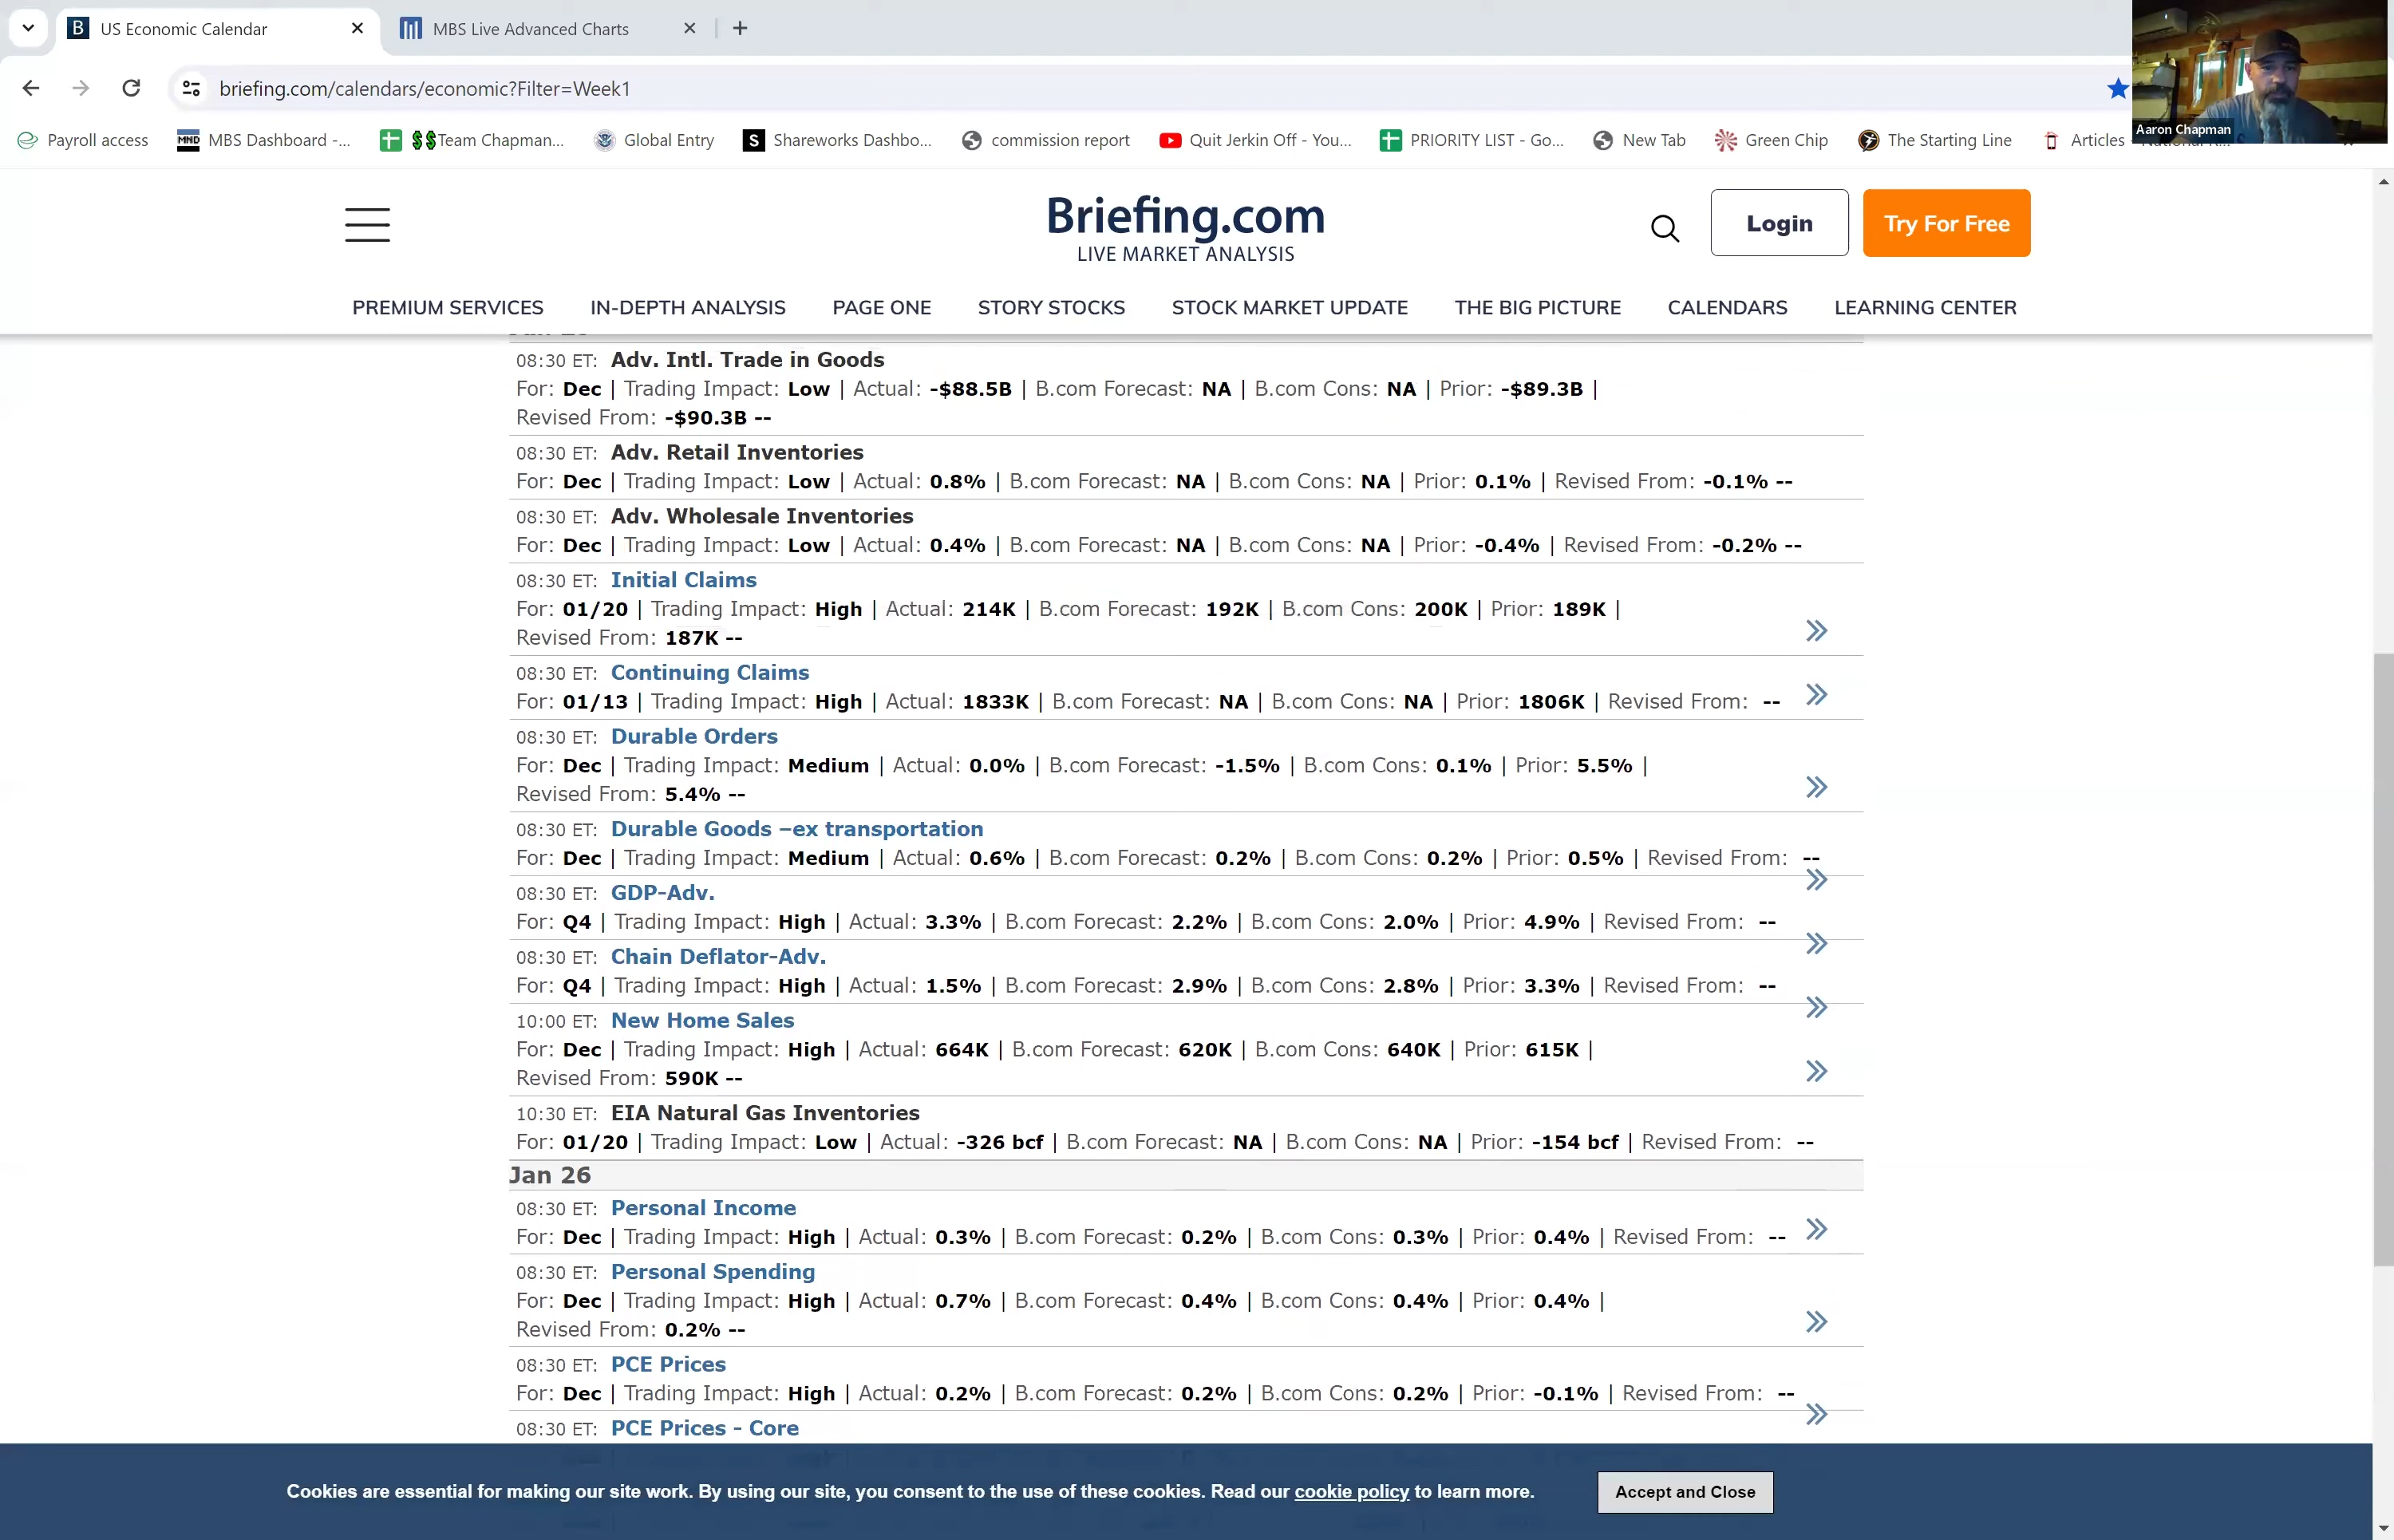 US Economic Calendar
MBS Live Advanced Charts
briefing.com/calendars/economic?Filter=Week1
Payroll access
MND MBS Dashboard -...
$$Team Chapman...
Global Entry
S Shareworks Dashbo...
commission report
Quit Jerkin Off - You...
PRIORITY LIST - Go...
New Tab
Green Chip
The Starting Line
Articles
Aaron Chapman
Briefing.com
LIVE MARKET ANALYSIS
Login
Try For Free
PREMIUM SERVICES IN-DEPTH ANALYSIS PAGE ONE STORY STOCKS STOCK MARKET UPDATE THE BIG PICTURE CALENDARS LEARNING CENTER
08:30 ET: Adv. Intl. Trade in Goods
For: Dec | Trading Impact: Low | Actual: -$88.5B | B.com Forecast: NA | B.com Cons: NA | Prior: -$89.3B |
Revised From: -$90.3B --
08:30 ET: Adv. Retail Inventories
For: Dec | Trading Impact: Low | Actual: 0.8% | B.com Forecast: NA | B.com Cons: NA | Prior: 0.1% | Revised From: -0.1% --
08:30 ET: Adv. Wholesale Inventories
For: Dec | Trading Impact: Low | Actual: 0.4% | B.com Forecast: NA | B.com Cons: NA | Prior: -0.4% | Revised From: -0.2% --
08:30 ET: Initial Claims
For: 01/20 | Trading Impact: High | Actual: 214K | B.com Forecast: 192K | B.com Cons: 200K | Prior: 189K |
Revised From: 187K --
08:30 ET: Continuing Claims
For: 01/13 | Trading Impact: High | Actual: 1833K | B.com Forecast: NA | B.com Cons: NA | Prior: 1806K | Revised From: --
08:30 ET: Durable Orders
For: Dec | Trading Impact: Medium | Actual: 0.0% | B.com Forecast: -1.5% | B.com Cons: 0.1% | Prior: 5.5% |
Revised From: 5.4% --
08:30 ET: Durable Goods –ex transportation
For: Dec | Trading Impact: Medium | Actual: 0.6% | B.com Forecast: 0.2% | B.com Cons: 0.2% | Prior: 0.5% | Revised From: --
08:30 ET: GDP-Adv.
For: Q4 | Trading Impact: High | Actual: 3.3% | B.com Forecast: 2.2% | B.com Cons: 2.0% | Prior: 4.9% | Revised From: --
08:30 ET: Chain Deflator-Adv.
For: Q4 | Trading Impact: High | Actual: 1.5% | B.com Forecast: 2.9% | B.com Cons: 2.8% | Prior: 3.3% | Revised From: --
10:00 ET: New Home Sales
For: Dec | Trading Impact: High | Actual: 664K | B.com Forecast: 620K | B.com Cons: 640K | Prior: 615K |
Revised From: 590K --
10:30 ET: EIA Natural Gas Inventories
For: 01/20 | Trading Impact: Low | Actual: -326 bcf | B.com Forecast: NA | B.com Cons: NA | Prior: -154 bcf | Revised From: --
Jan 26
08:30 ET: Personal Income
For: Dec | Trading Impact: High | Actual: 0.3% | B.com Forecast: 0.2% | B.com Cons: 0.3% | Prior: 0.4% | Revised From: --
08:30 ET: Personal Spending
For: Dec | Trading Impact: High | Actual: 0.7% | B.com Forecast: 0.4% | B.com Cons: 0.4% | Prior: 0.4% |
Revised From: 0.2% --
08:30 ET: PCE Prices
For: Dec | Trading Impact: High | Actual: 0.2% | B.com Forecast: 0.2% | B.com Cons: 0.2% | Prior: -0.1% | Revised From: --
08:30 ET: PCE Prices - Core
Cookies are essential for making our site work. By using our site, you consent to the use of these cookies. Read our cookie policy to learn more.
Accept and Close